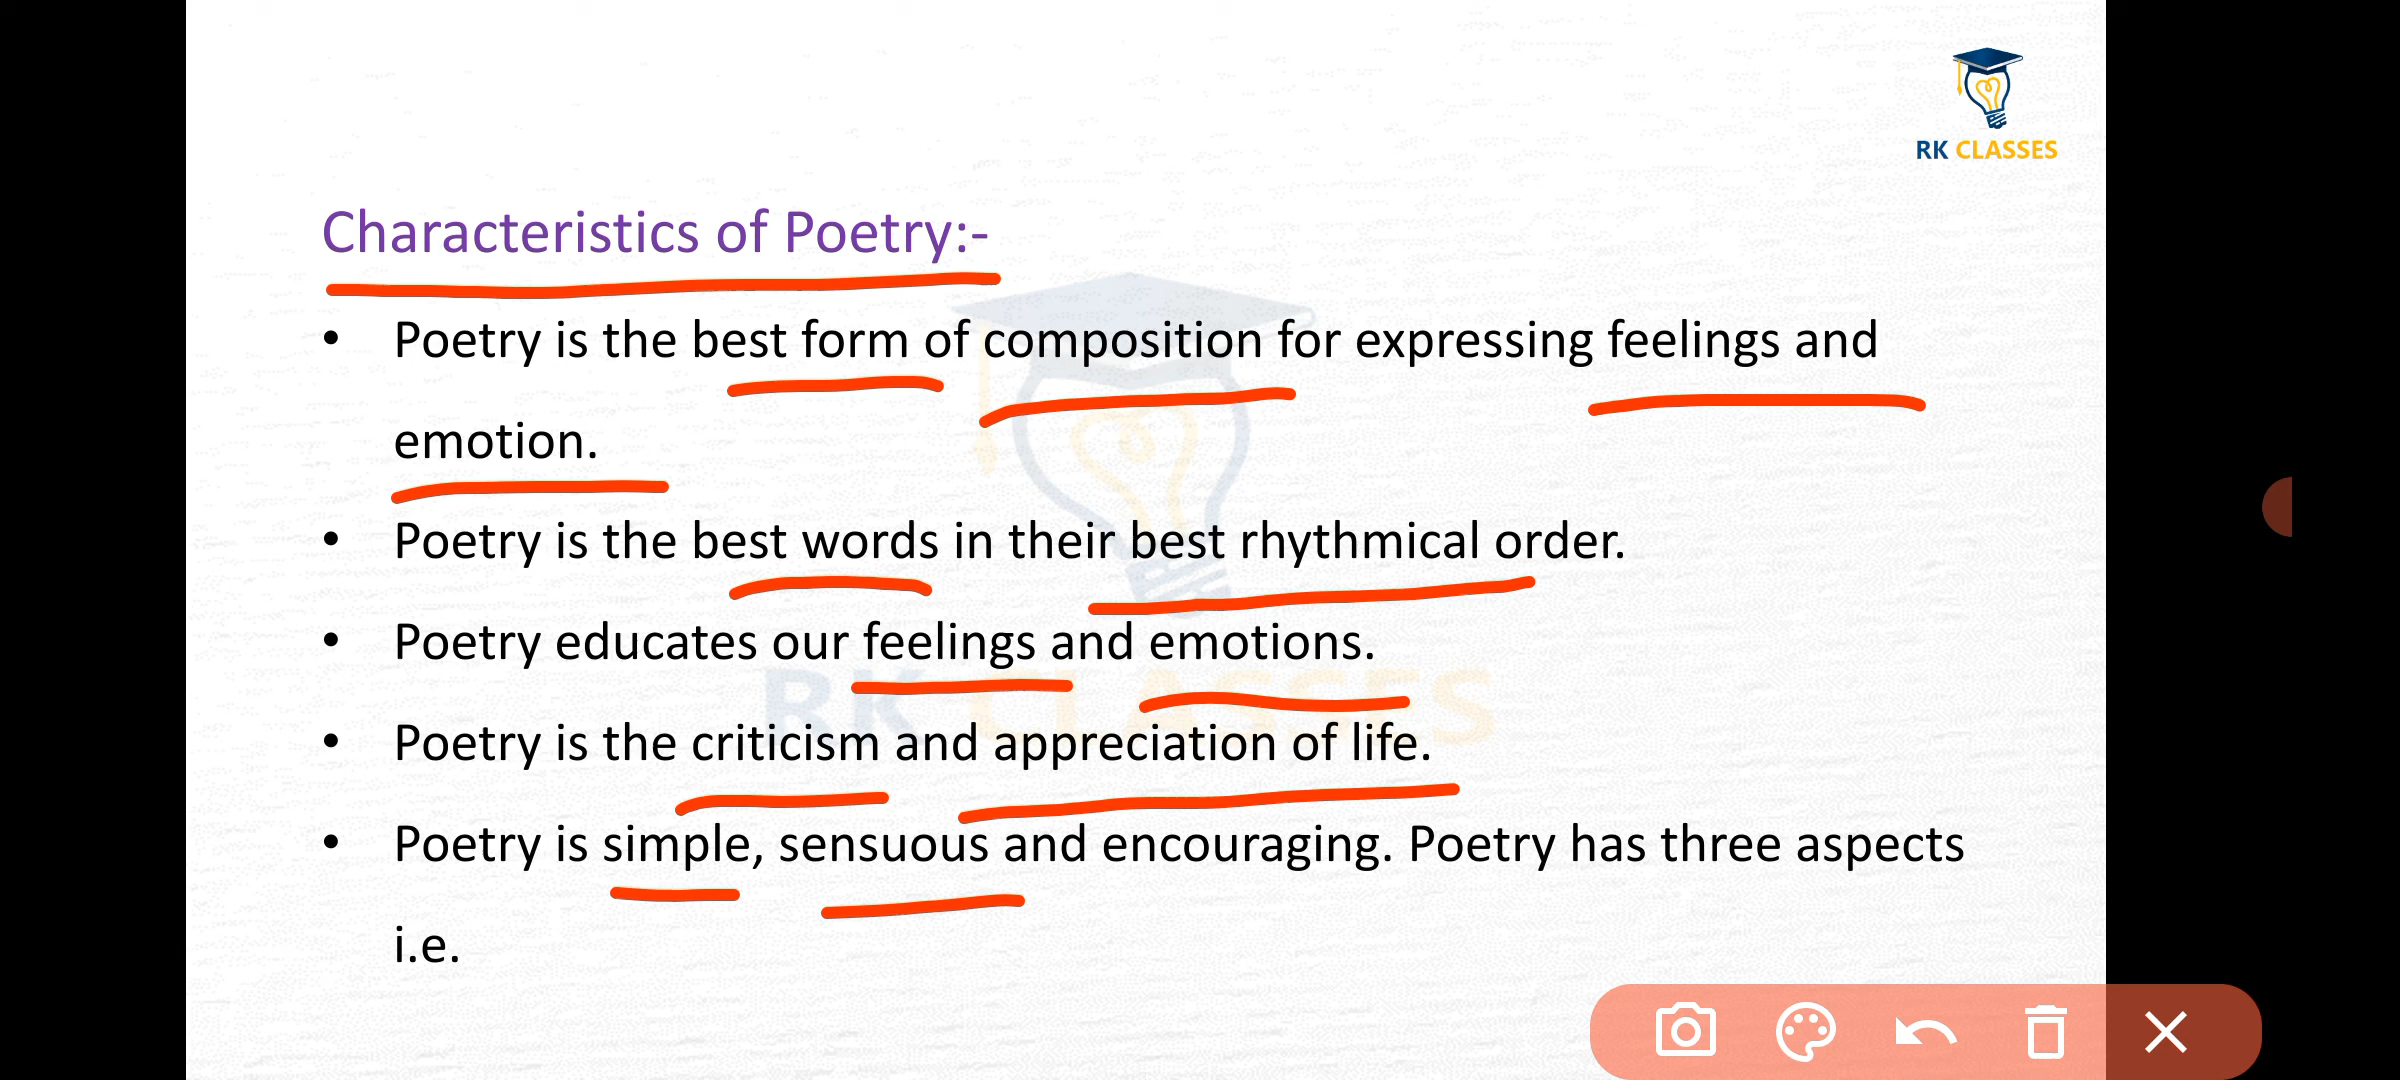 RK CLASSES
Characteristics of Poetry:-
• Poetry is the best form of composition for expressing feelings and
emotion.
• Poetry is the best words in their best rhythmical order.
• Poetry educates our feelings and emotions.
• Poetry is the criticism and appreciation of life.
• Poetry is simple, sensuous and encouraging. Poetry has three aspects
i.e.
RK CLASSES